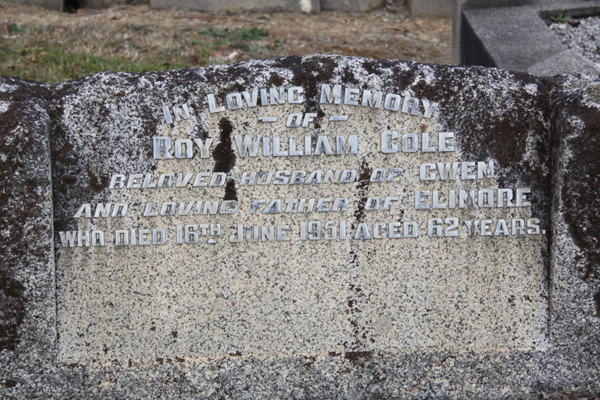 IN LOVING MEMORY
— OF —
ROY WILLIAM COLE
BELOVED HUSBAND OF GWEN
AND LOVING FATHER OF ELINORE
WHO DIED 16TH JUNE 1951 AGED 62 YEARS.